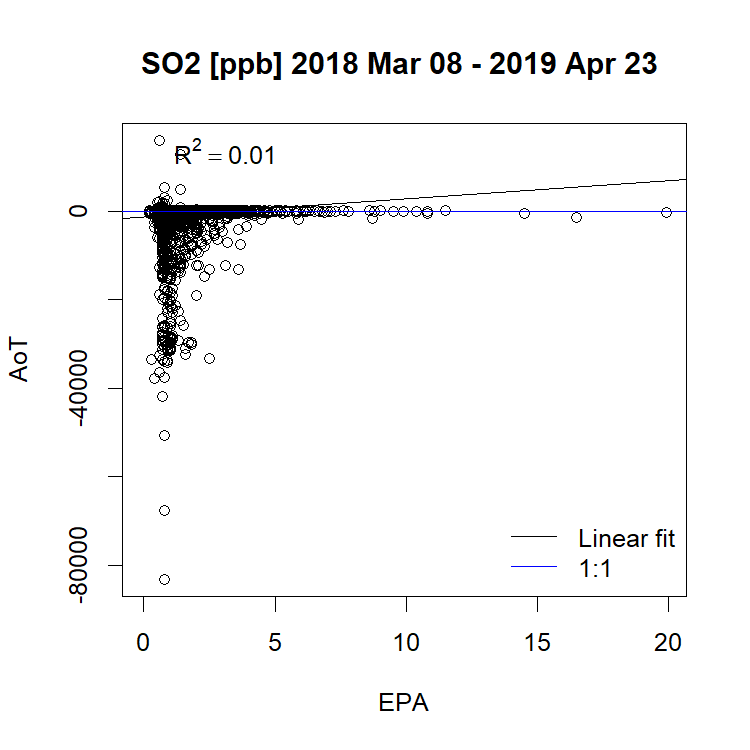 SO2 [ppb] 2018 Mar 08 - 2019 Apr 23
R² = 0.01
0
-40000
-80000
AoT
Linear fit
1:1
0 5 10 15 20
EPA